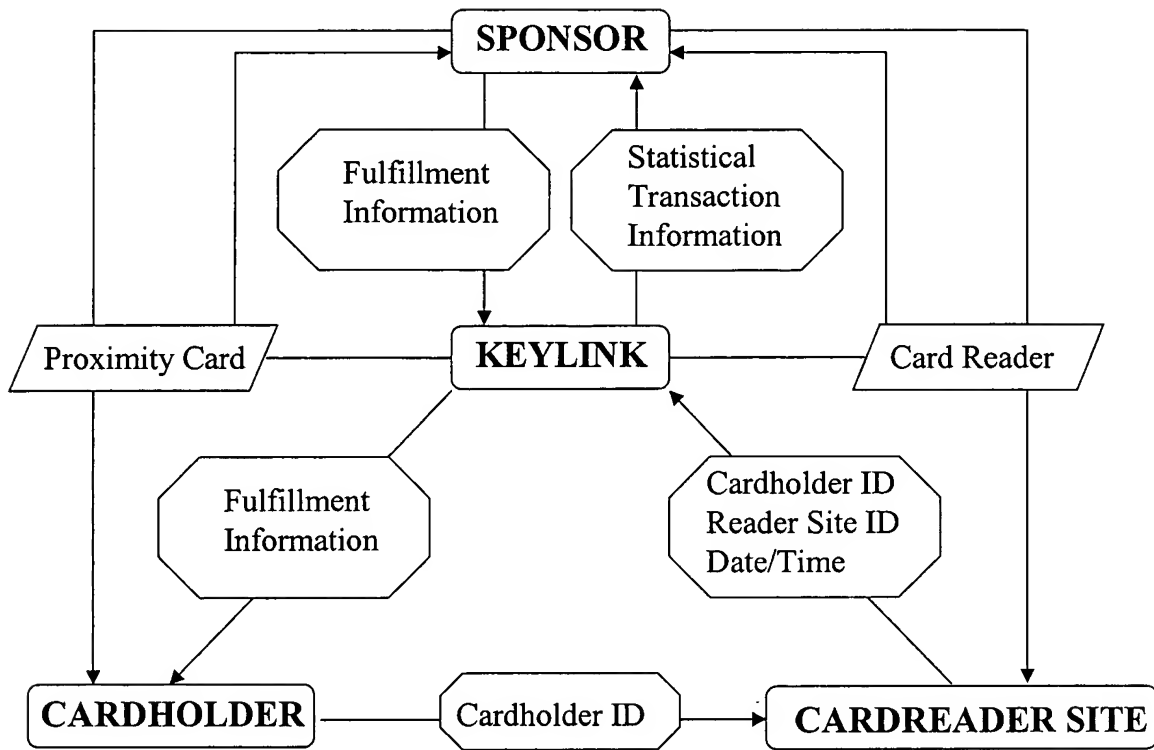 SPONSOR
Fulfillment
Information
Statistical
Transaction
Information
Proximity Card
KEYLINK
Card Reader
Fulfillment
Information
Cardholder ID
Reader Site ID
Date/Time
CARDHOLDER
Cardholder ID
CARDREADER SITE